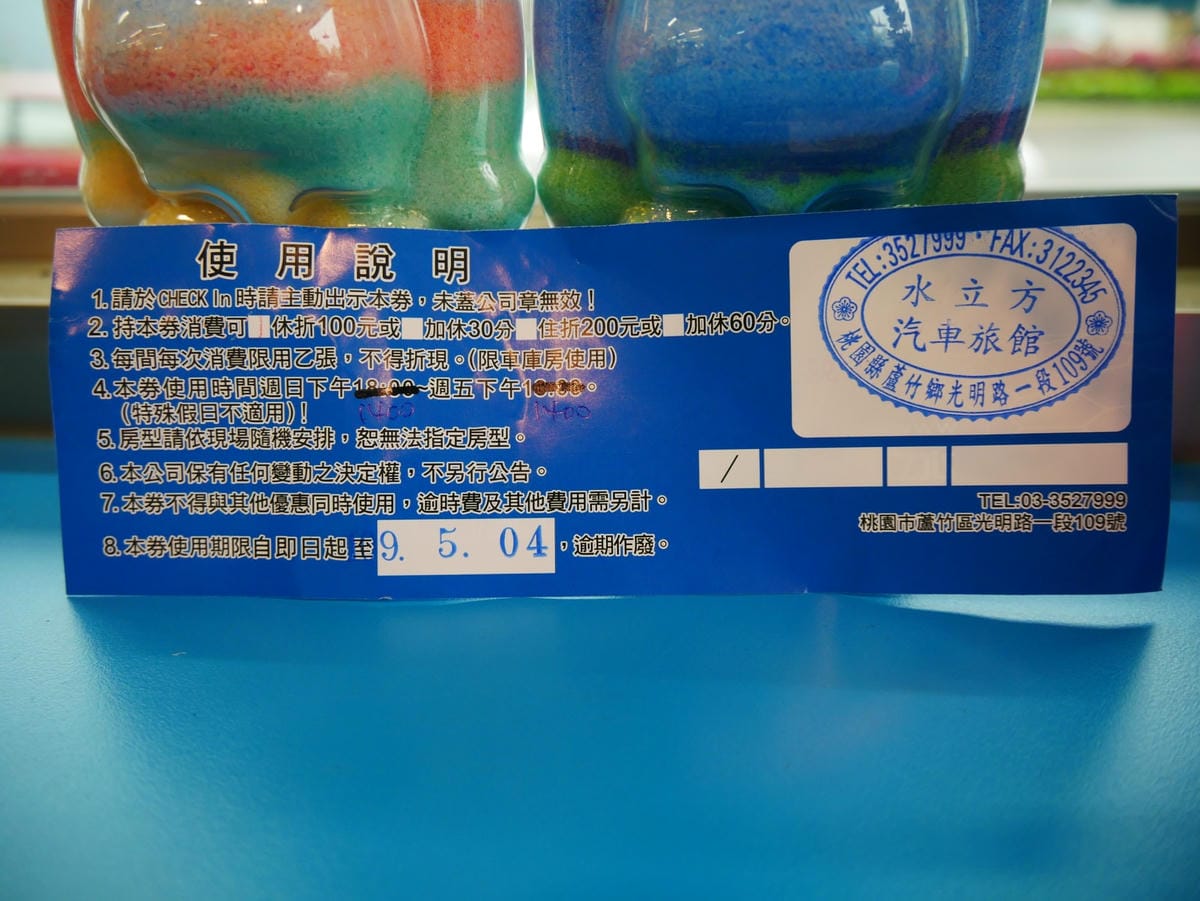 使用說明
1. 請於CHECK In時請主動出示本券，未蓋公司章無效！
2. 持本券消費可□休折100元或□加休30分□住折200元或□加休60分。
3. 每間每次消費限用乙張，不得折現。(限車庫房使用)
4. 本券使用時間週日下午18:00~週五下午18:00。
1400 1400
(特殊假日不適用)！
5. 房型請依現場隨機安排，恕無法指定房型。
6. 本公司保有任何變動之決定權，不另行公告。
7. 本券不得與其他優惠同時使用，逾時費及其他費用需另計。
8. 本券使用期限自即日起至9. 5. 04，逾期作廢。
TEL:3527999·FAX:3122345
水立方
汽車旅館
桃園縣蘆竹鄉光明路一段109號
/
TEL:03-3527999
桃園市蘆竹區光明路一段109號